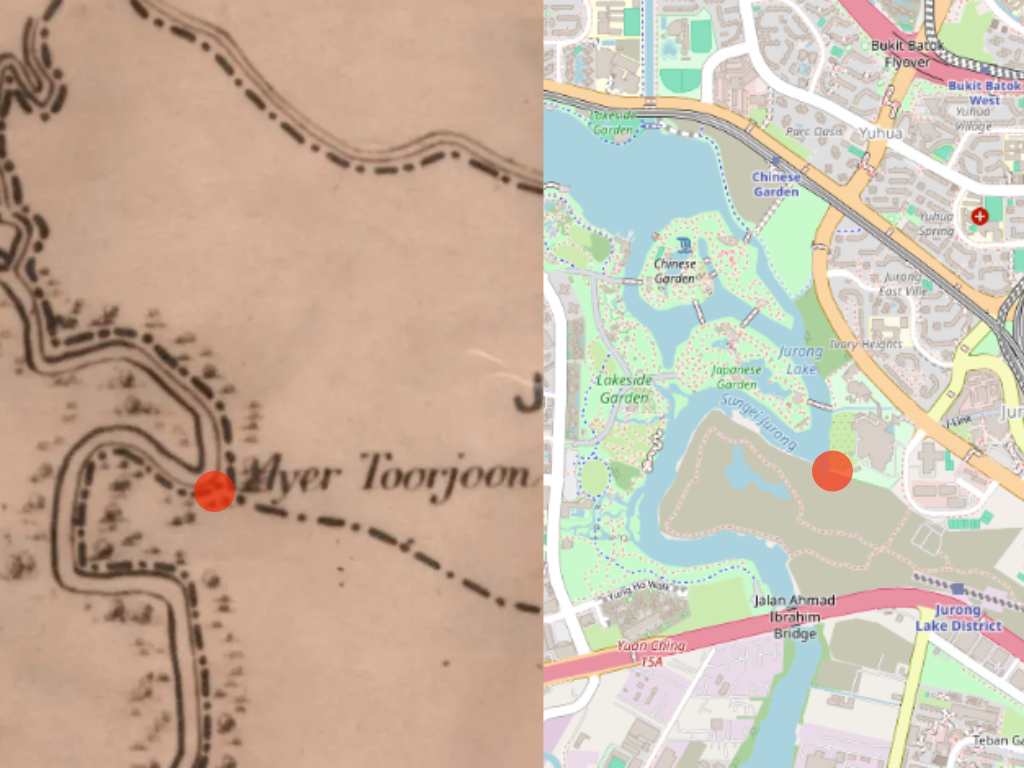 Ayer Toorjoon
J
Bukit Batok
Flyover
Bukit Batok
West
Yuhua
Village
Lakeside
Garden
Parc Oasis
Yuhua
Chinese
Garden
Yuhua
Spring
Chinese
Garden
Jurong
East Ville
Ivory Heights
Jurong
Lake
Japanese
Garden
Lakeside
Garden
Sungei Jurong
J-Link
Jur
Yung Ho Walk
Jalan Ahmad
Ibrahim
Bridge
Jurong
Lake District
Yuan Ching
TSA
Teban Ga